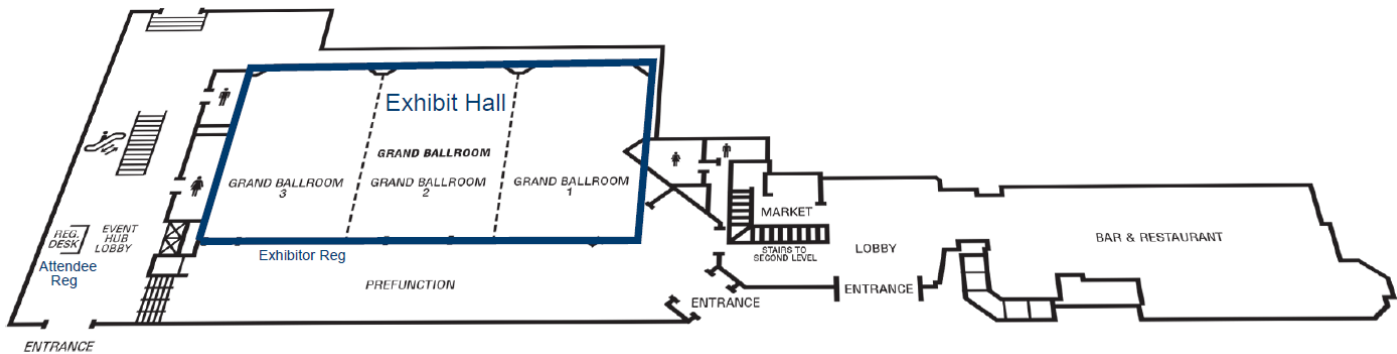 Exhibit Hall
GRAND BALLROOM
GRAND BALLROOM
3
GRAND BALLROOM
2
GRAND BALLROOM
1
REG.
DESK
EVENT
HUB
LOBBY
Attendee
Reg
Exhibitor Reg
PREFUNCTION
MARKET
STAIRS TO
SECOND LEVEL
LOBBY
BAR & RESTAURANT
ENTRANCE
ENTRANCE
ENTRANCE